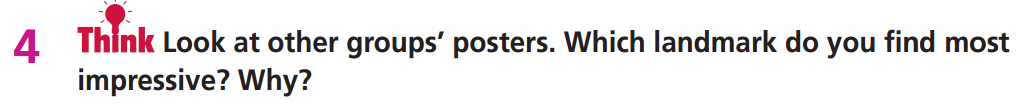 4 Think Look at other groups’ posters. Which landmark do you find most
impressive? Why?